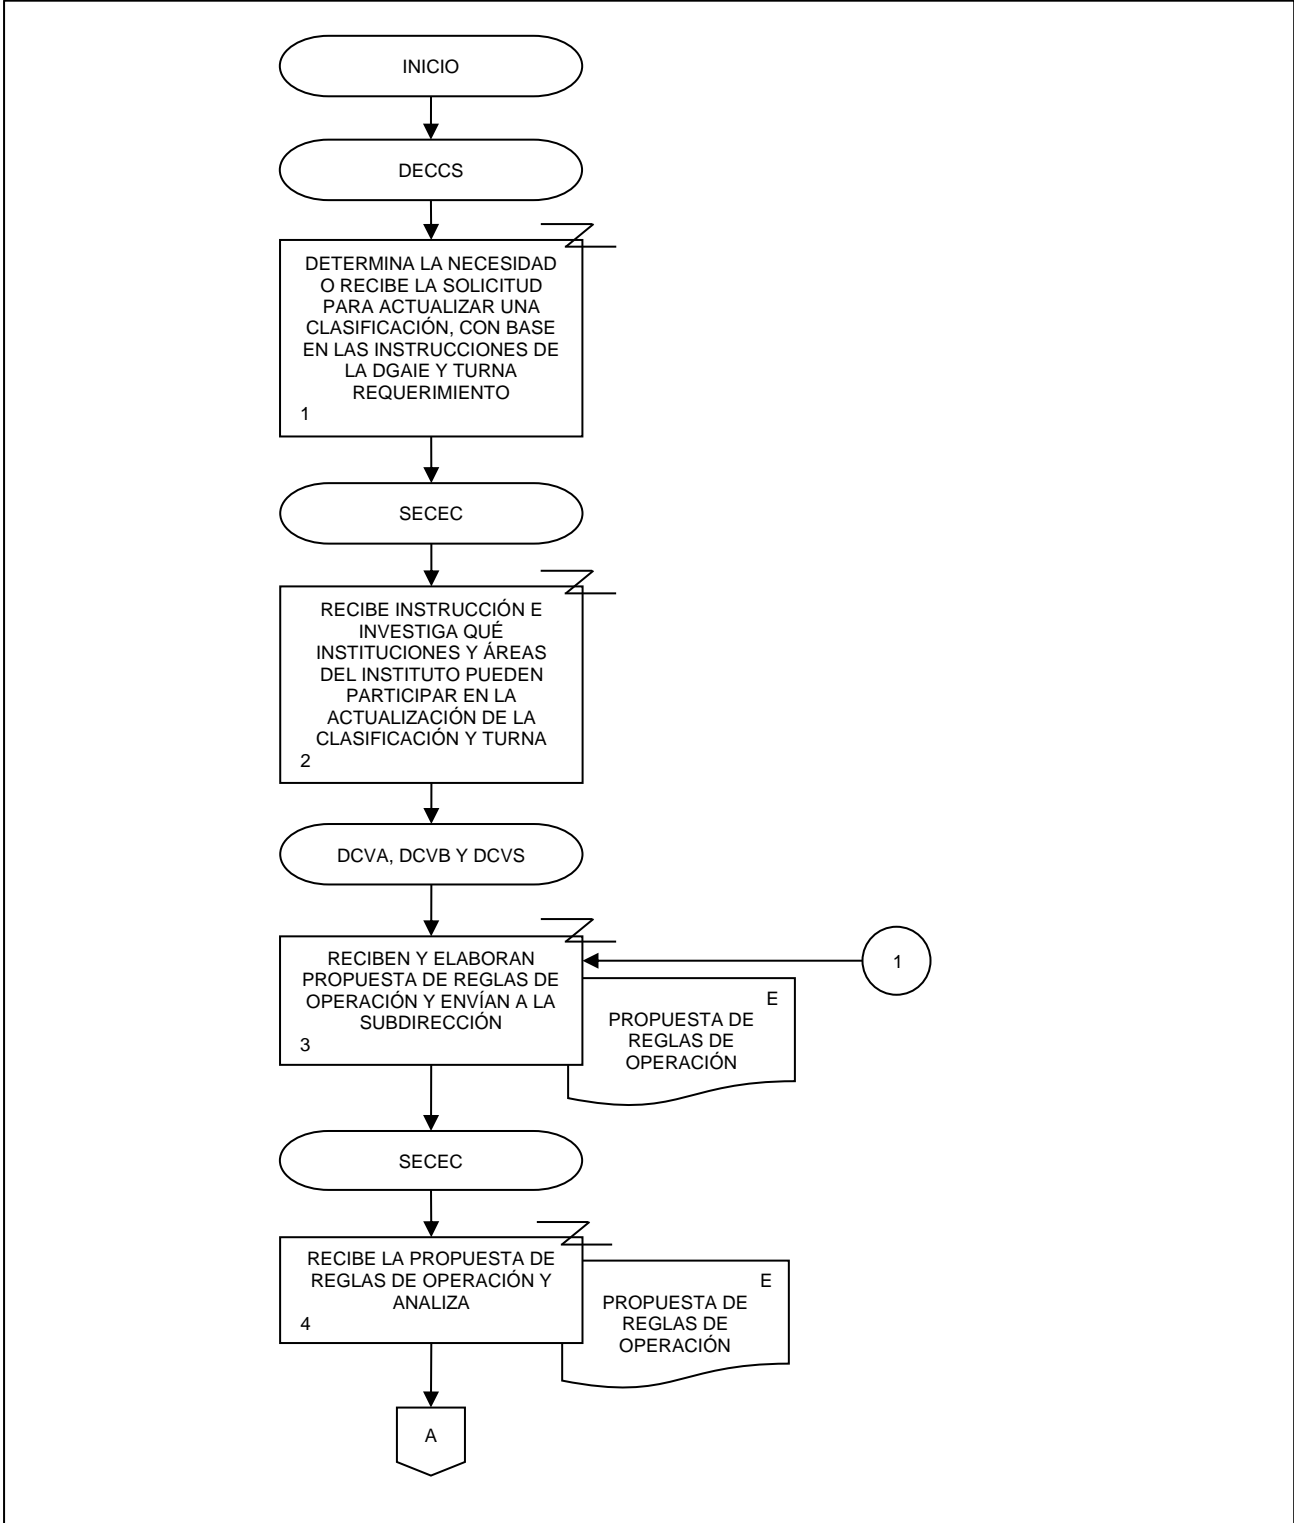 INICIO
DECCS
DETERMINA LA NECESIDAD
O RECIBE LA SOLICITUD
PARA ACTUALIZAR UNA
CLASIFICACIÓN, CON BASE
EN LAS INSTRUCCIONES DE
LA DGAIE Y TURNA
REQUERIMIENTO
1
SECEC
RECIBE INSTRUCCIÓN E
INVESTIGA QUÉ
INSTITUCIONES Y ÁREAS
DEL INSTITUTO PUEDEN
PARTICIPAR EN LA
ACTUALIZACIÓN DE LA
CLASIFICACIÓN Y TURNA
2
DCVA, DCVB Y DCVS
RECIBEN Y ELABORAN
PROPUESTA DE REGLAS DE
OPERACIÓN Y ENVÍAN A LA
SUBDIRECCIÓN
3
1
E
PROPUESTA DE
REGLAS DE
OPERACIÓN
SECEC
RECIBE LA PROPUESTA DE
REGLAS DE OPERACIÓN Y
ANALIZA
4
E
PROPUESTA DE
REGLAS DE
OPERACIÓN
A